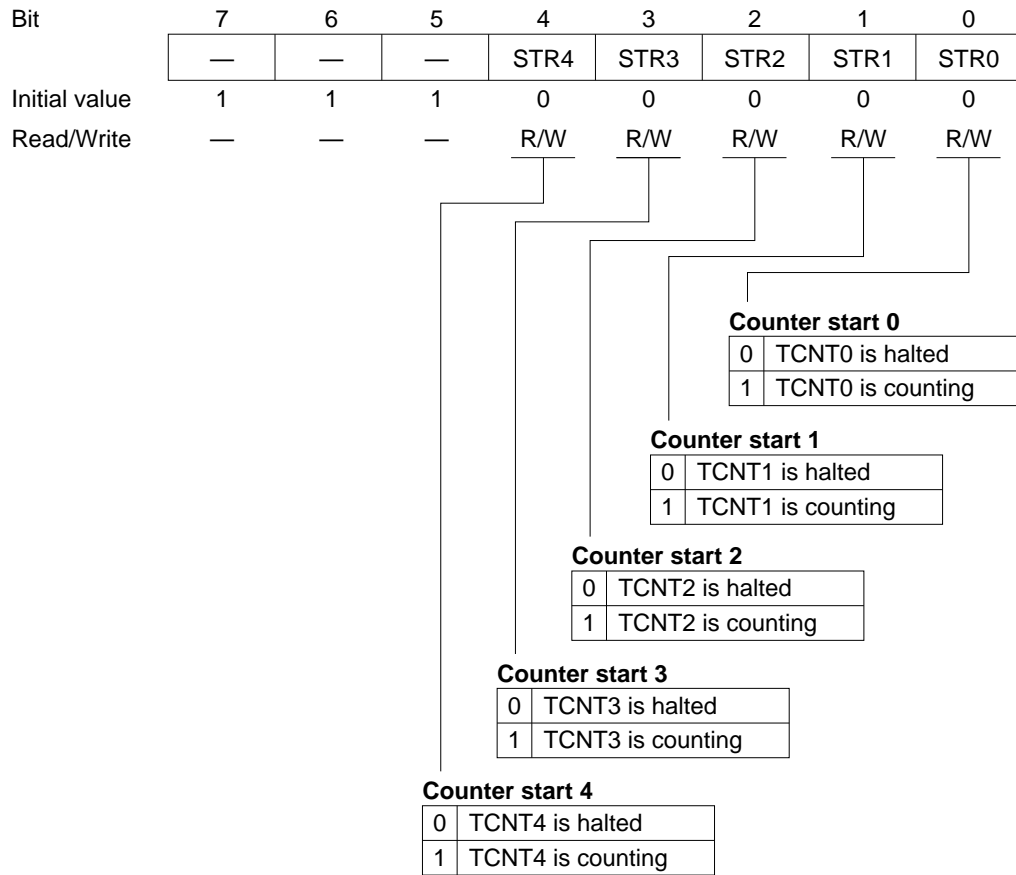 Bit 7 6 5 4 3 2 1 0
— — — STR4 STR3 STR2 STR1 STR0
Initial value 1 1 1 0 0 0 0 0
Read/Write — — — R/W R/W R/W R/W R/W
Counter start 0
0 TCNT0 is halted
1 TCNT0 is counting
Counter start 1
0 TCNT1 is halted
1 TCNT1 is counting
Counter start 2
0 TCNT2 is halted
1 TCNT2 is counting
Counter start 3
0 TCNT3 is halted
1 TCNT3 is counting
Counter start 4
0 TCNT4 is halted
1 TCNT4 is counting